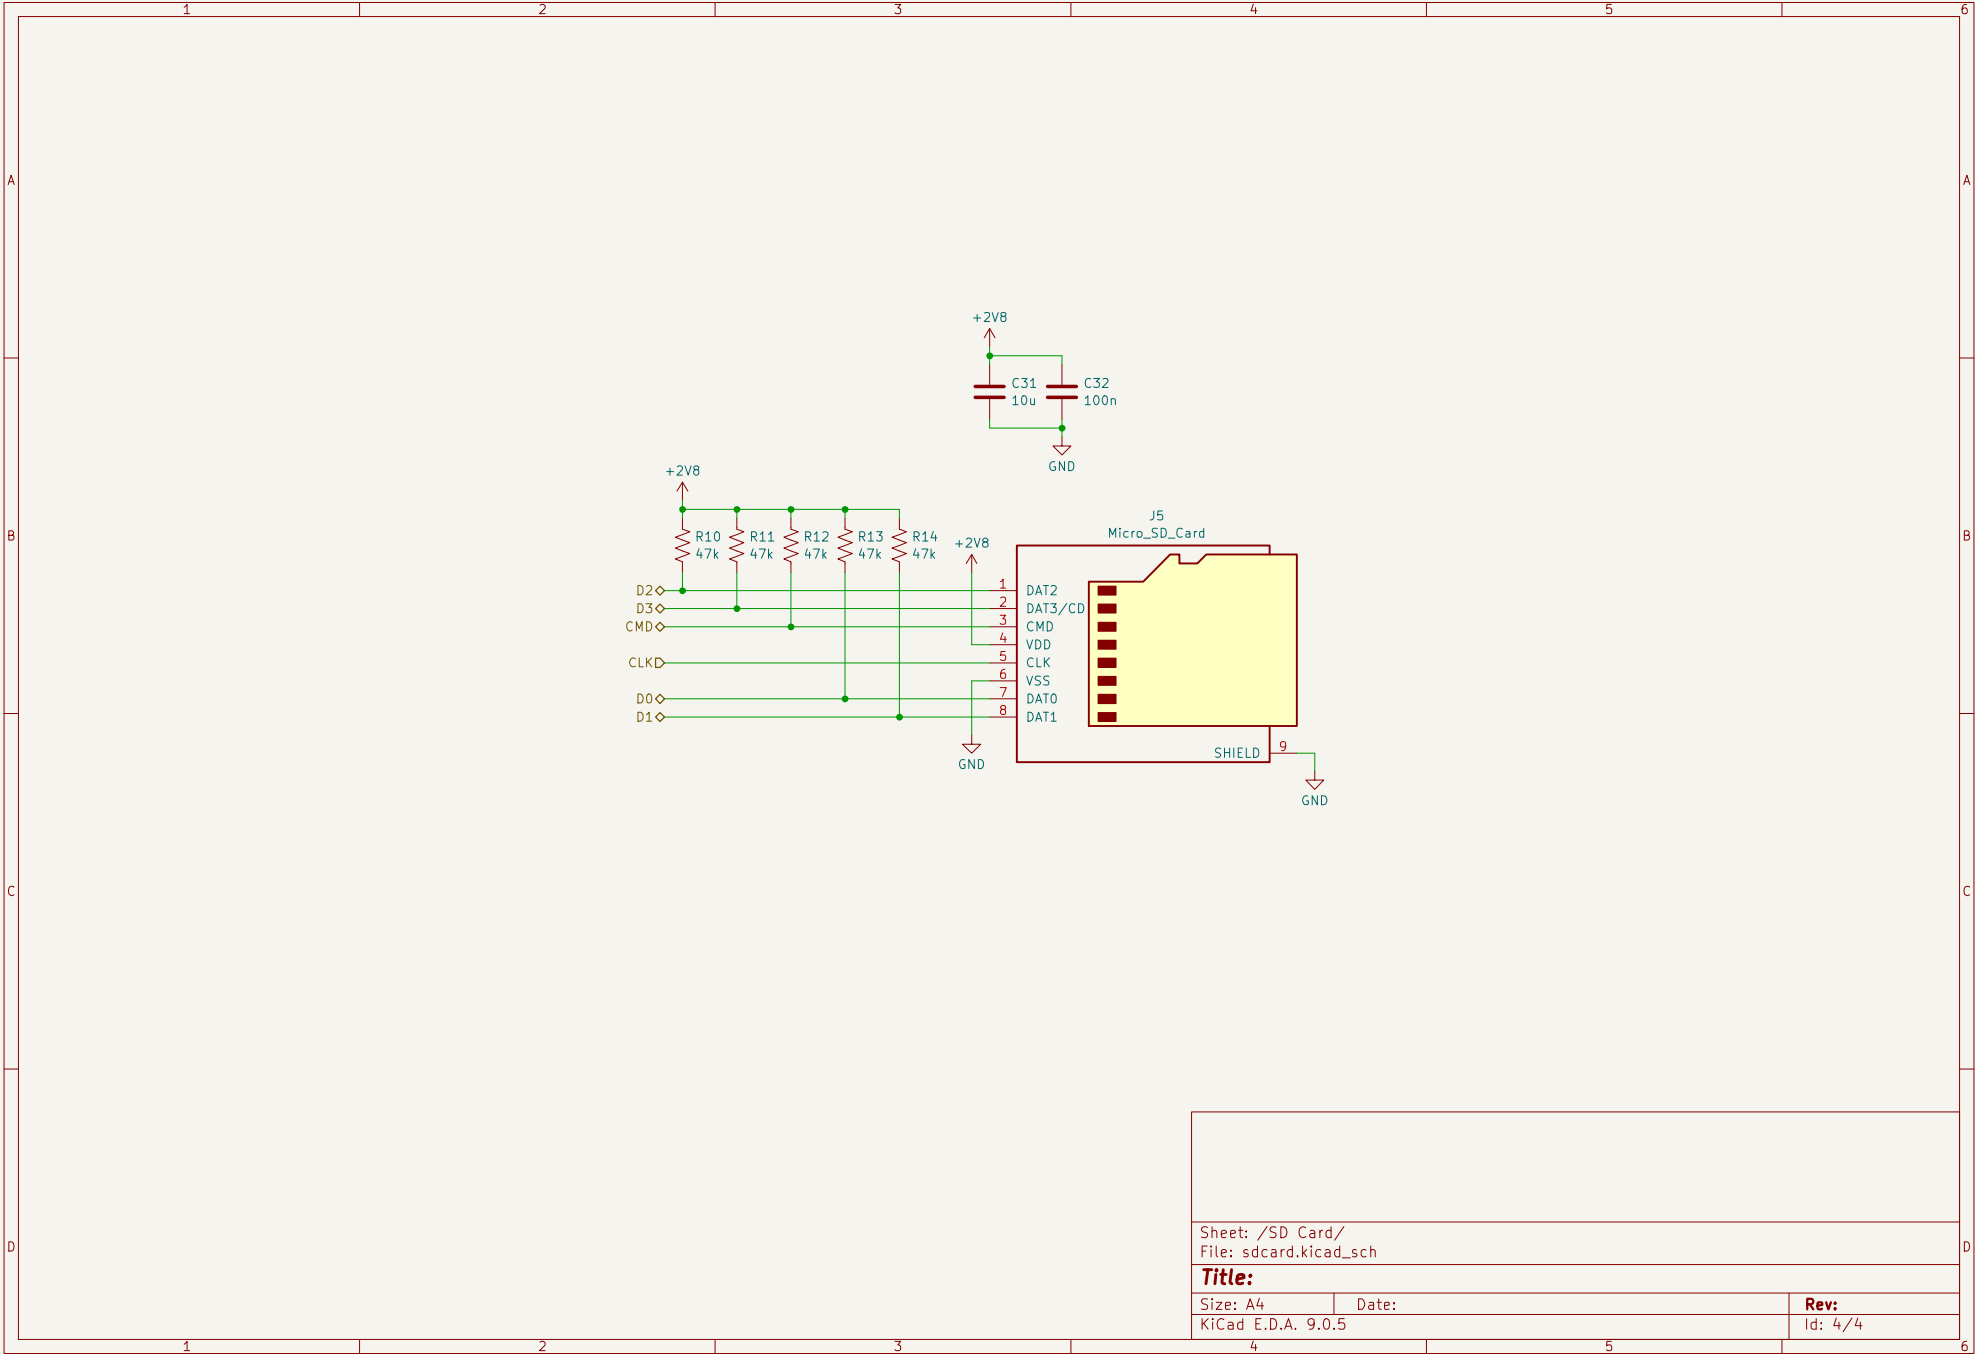 1 2 3 4 5 6
A A
B B
C C
D D
+2V8
C31
10u
C32
100n
GND
+2V8
R10
47k
R11
47k
R12
47k
R13
47k
R14
47k
+2V8
J5
Micro_SD_Card
D2
D3
CMD
CLK
D0
D1
1 DAT2
2 DAT3/CD
3 CMD
4 VDD
5 CLK
6 VSS
7 DAT0
8 DAT1
SHIELD 9
GND
GND
Sheet: /SD Card/
File: sdcard.kicad_sch
Title:
Size: A4 Date: Rev:
KiCad E.D.A. 9.0.5 Id: 4/4
1 2 3 4 5 6